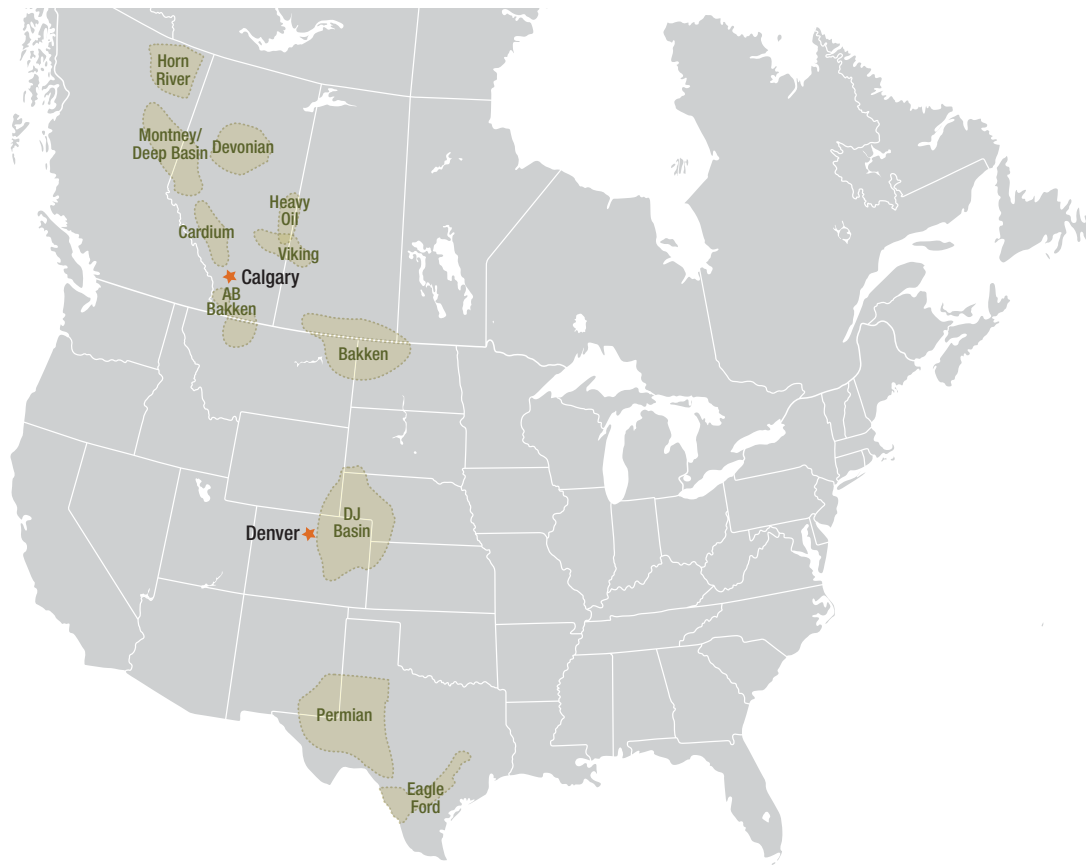 Horn
River
Montney/
Deep Basin
Devonian
Heavy
Oil
Cardium
Viking
Calgary
AB
Bakken
Bakken
DJ
Basin
Denver
Permian
Eagle
Ford